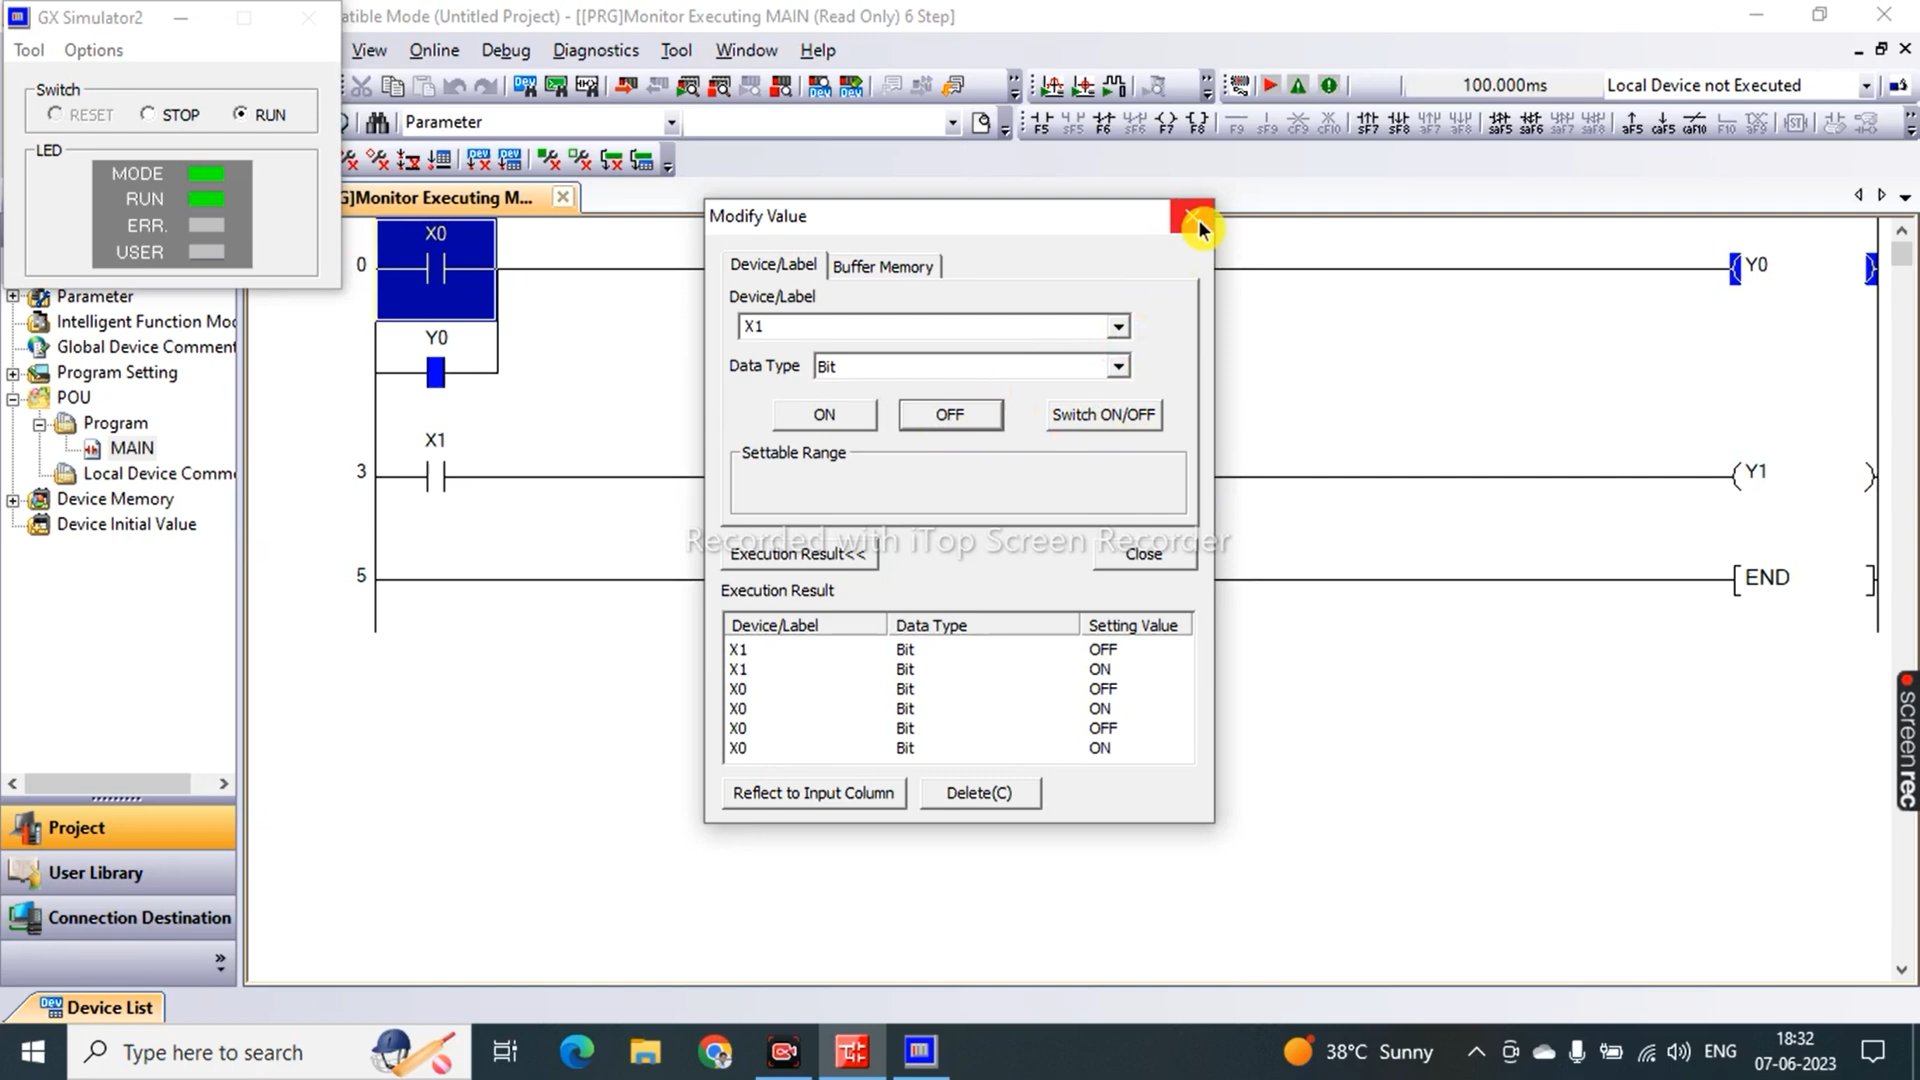 GX Simulator2
atible Mode (Untitled Project) - [[PRG]Monitor Executing MAIN (Read Only) 6 Step]
Tool Options
View Online Debug Diagnostics Tool Window Help
Switch
RESET STOP RUN
100.000ms
Local Device not Executed
Parameter
LED
MODE
RUN
ERR.
USER
G]Monitor Executing M...
Parameter
Intelligent Function Mod
Global Device Comment
Program Setting
POU
Program
MAIN
Local Device Comme
Device Memory
Device Initial Value
Project
User Library
Connection Destination
Device List
0
X0
Y0
Y0
3
X1
Y1
5
END
Modify Value
Device/Label Buffer Memory
Device/Label
X1
Data Type Bit
ON OFF Switch ON/OFF
Settable Range
Recorded with iTop Screen Recorder
Execution Result<< Close
Execution Result
Device/Label Data Type Setting Value
X1 Bit OFF
X1 Bit ON
X0 Bit OFF
X0 Bit ON
X0 Bit OFF
X0 Bit ON
Reflect to Input Column Delete(C)
screenrec
Type here to search
38°C Sunny
ENG
18:32
07-06-2023